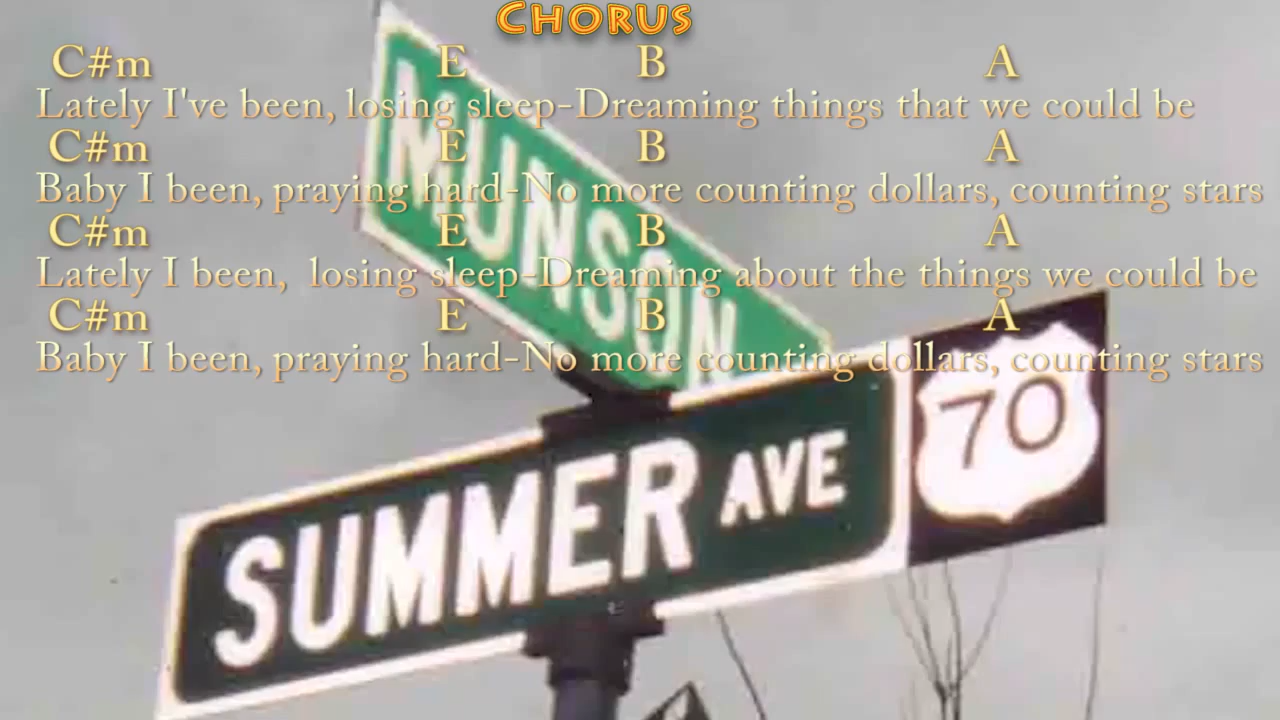 CHORUS
C#m E B A
Lately I've been, losing sleep-Dreaming things that we could be
C#m E B A
Baby I been, praying hard-No more counting dollars, counting stars
C#m E B A
Lately I been, losing sleep-Dreaming about the things we could be
C#m E B A
Baby I been, praying hard-No more counting dollars, counting stars
MUNSON
SUMMER AVE
70